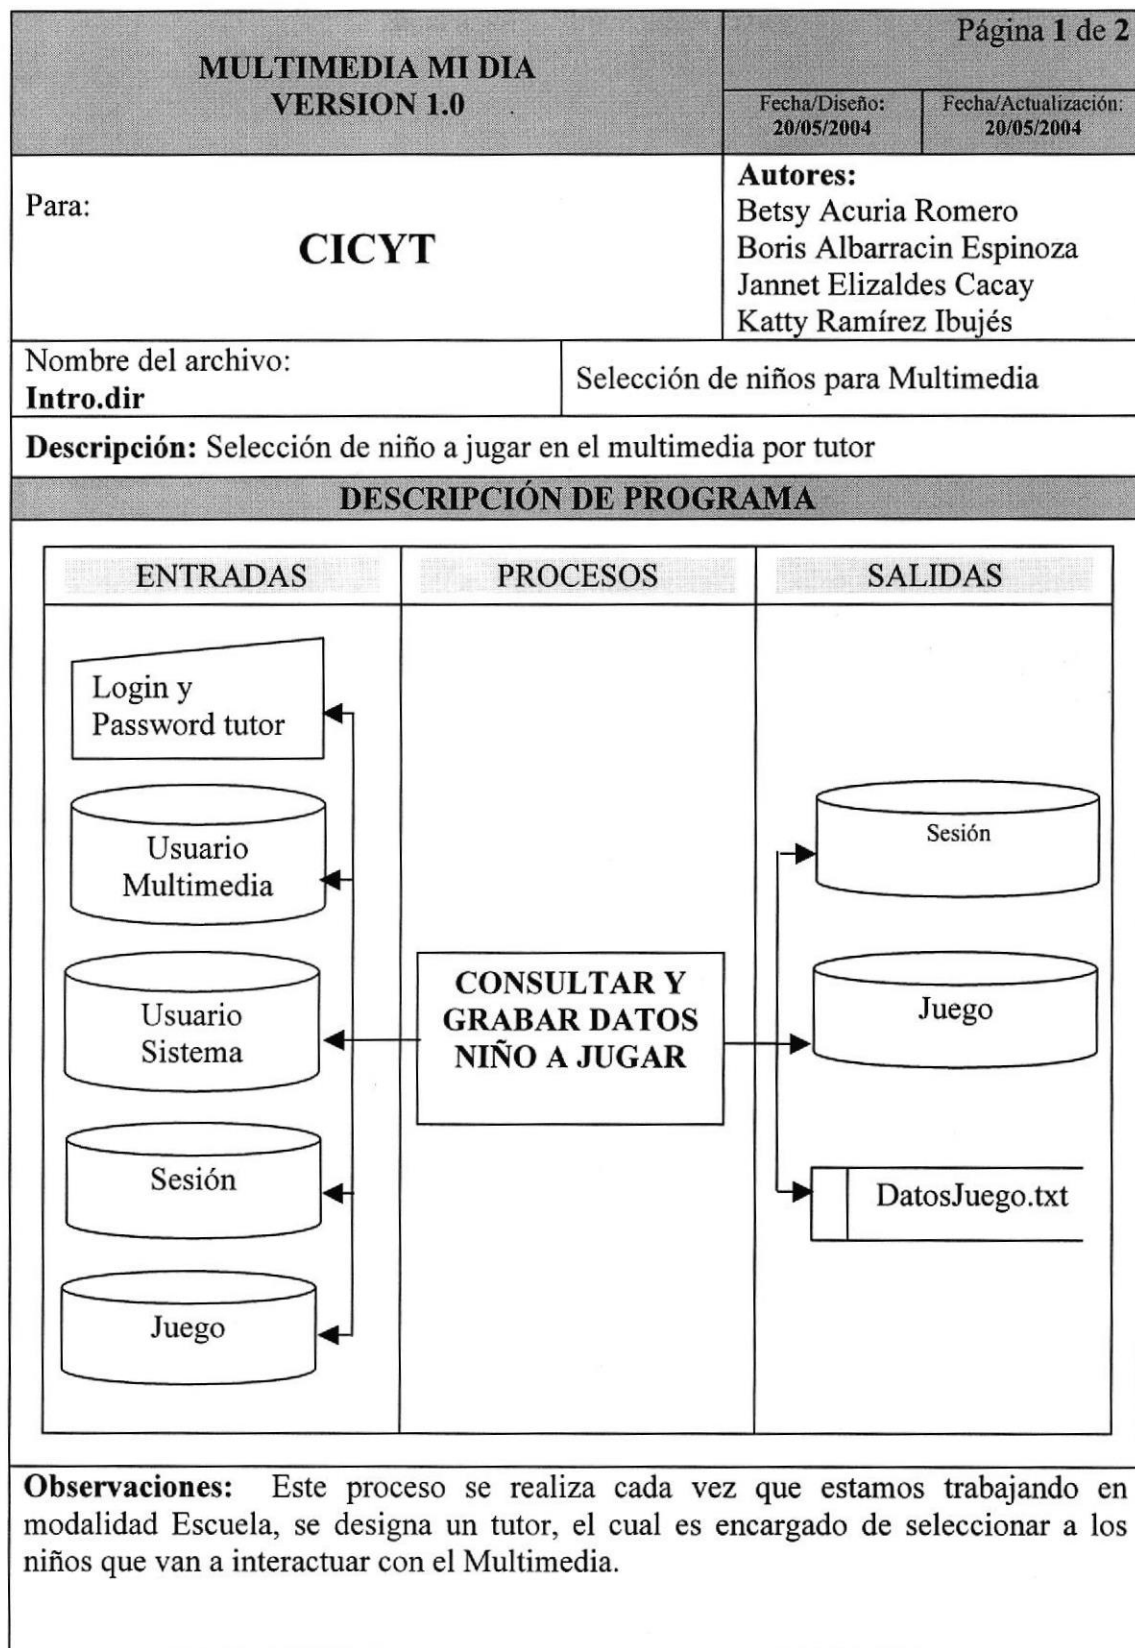 MULTIMEDIA MI DIA
VERSION 1.0
Página 1 de 2
Fecha/Diseño:
20/05/2004
Fecha/Actualización:
20/05/2004
Para:
CICYT
Autores:
Betsy Acuria Romero
Boris Albarracin Espinoza
Jannet Elizaldes Cacay
Katty Ramírez Ibujés
Nombre del archivo:
Intro.dir
Selección de niños para Multimedia
Descripción: Selección de niño a jugar en el multimedia por tutor
DESCRIPCIÓN DE PROGRAMA
ENTRADAS
PROCESOS
SALIDAS
Login y
Password tutor
Usuario
Multimedia
Usuario
Sistema
Sesión
Juego
CONSULTAR Y
GRABAR DATOS
NIÑO A JUGAR
Sesión
Juego
DatosJuego.txt
Observaciones: Este proceso se realiza cada vez que estamos trabajando en
modalidad Escuela, se designa un tutor, el cual es encargado de seleccionar a los
niños que van a interactuar con el Multimedia.